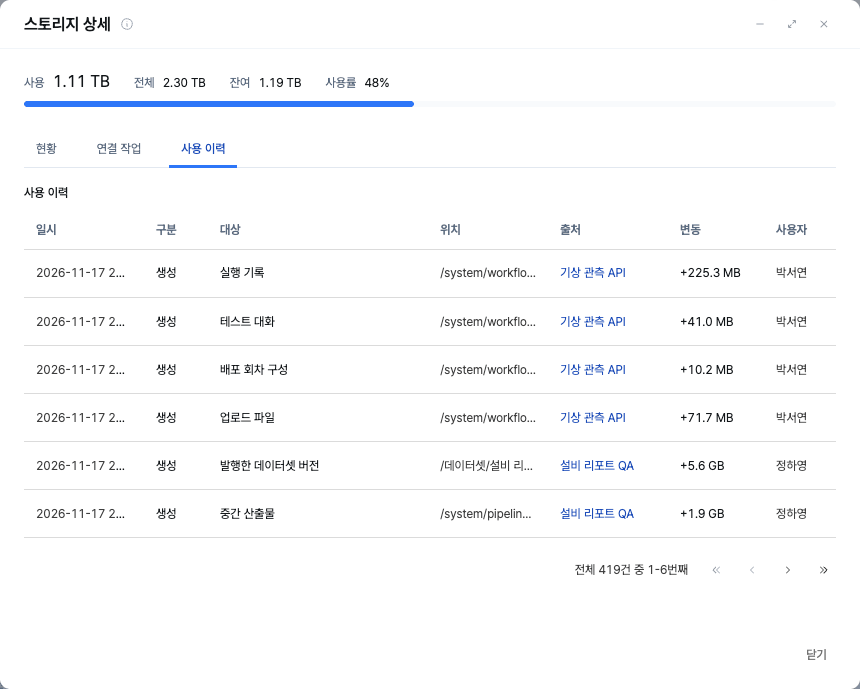 스토리지 상세
사용 1.11 TB 전체 2.30 TB 잔여 1.19 TB 사용률 48%
현황 연결 작업 사용 이력
사용 이력
일시 구분 대상 위치 출처 변동 사용자
2026-11-17 2... 생성 실행 기록 /system/workflo... 기상 관측 API +225.3 MB 박서연
2026-11-17 2... 생성 테스트 대화 /system/workflo... 기상 관측 API +41.0 MB 박서연
2026-11-17 2... 생성 배포 회차 구성 /system/workflo... 기상 관측 API +10.2 MB 박서연
2026-11-17 2... 생성 업로드 파일 /system/workflo... 기상 관측 API +71.7 MB 박서연
2026-11-17 2... 생성 발행한 데이터셋 버전 /데이터셋/설비 리... 설비 리포트 QA +5.6 GB 정하영
2026-11-17 2... 생성 중간 산출물 /system/pipelin... 설비 리포트 QA +1.9 GB 정하영
전체 419건 중 1-6번째
닫기